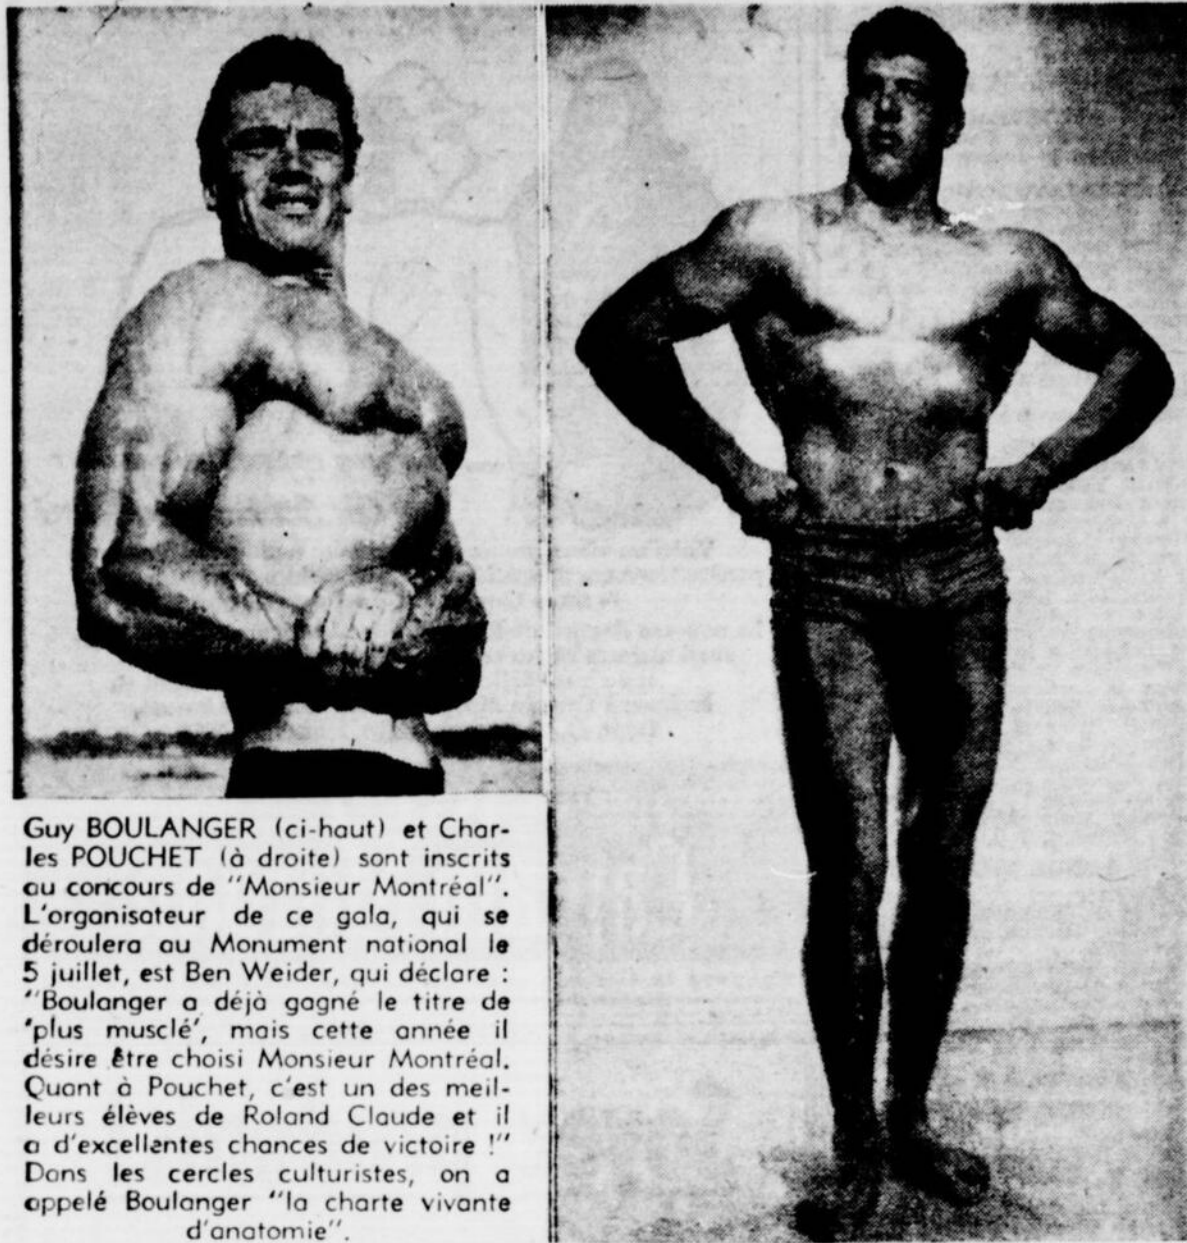 Guy BOULANGER (ci-haut) et Char-
les POUCHET (à droite) sont inscrits
au concours de "Monsieur Montréal".
L'organisateur de ce gala, qui se
déroulera au Monument national le
5 juillet, est Ben Weider, qui déclare :
"Boulanger a déjà gagné le titre de
'plus musclé', mais cette année il
désire être choisi Monsieur Montréal.
Quant à Pouchet, c'est un des meil-
leurs élèves de Roland Claude et il
a d'excellentes chances de victoire !"
Dans les cercles culturistes, on a
appelé Boulanger "la charte vivante
d'anatomie".